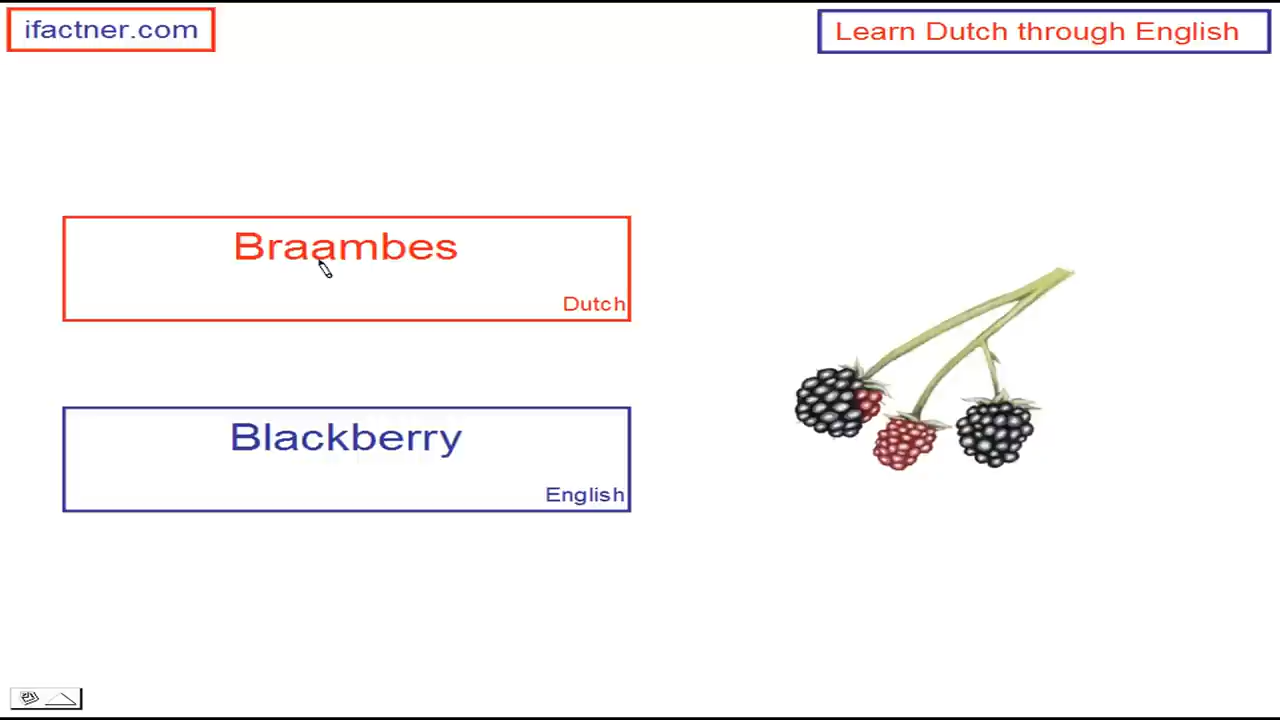 ifactner.com
Learn Dutch through English
Braambes
Dutch
Blackberry
English